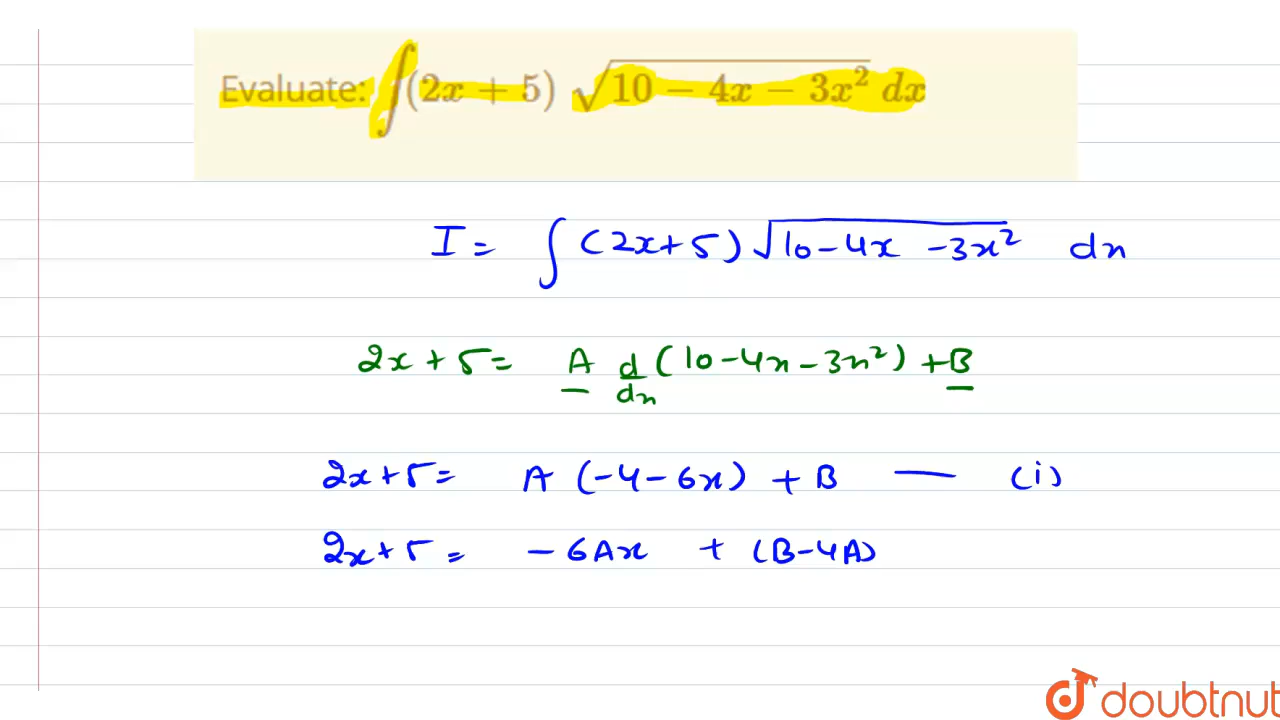 Evaluate: ∫(2x + 5) √(10 − 4x − 3x²) dx
I = ∫ (2x+5) √(10−4x −3x²) dx
2x + 5 = A d/dx (10−4x−3x²) + B
2x+5 = A (−4−6x) + B — (i)
2x+5 = −6Ax + (B−4A)
doubtnut